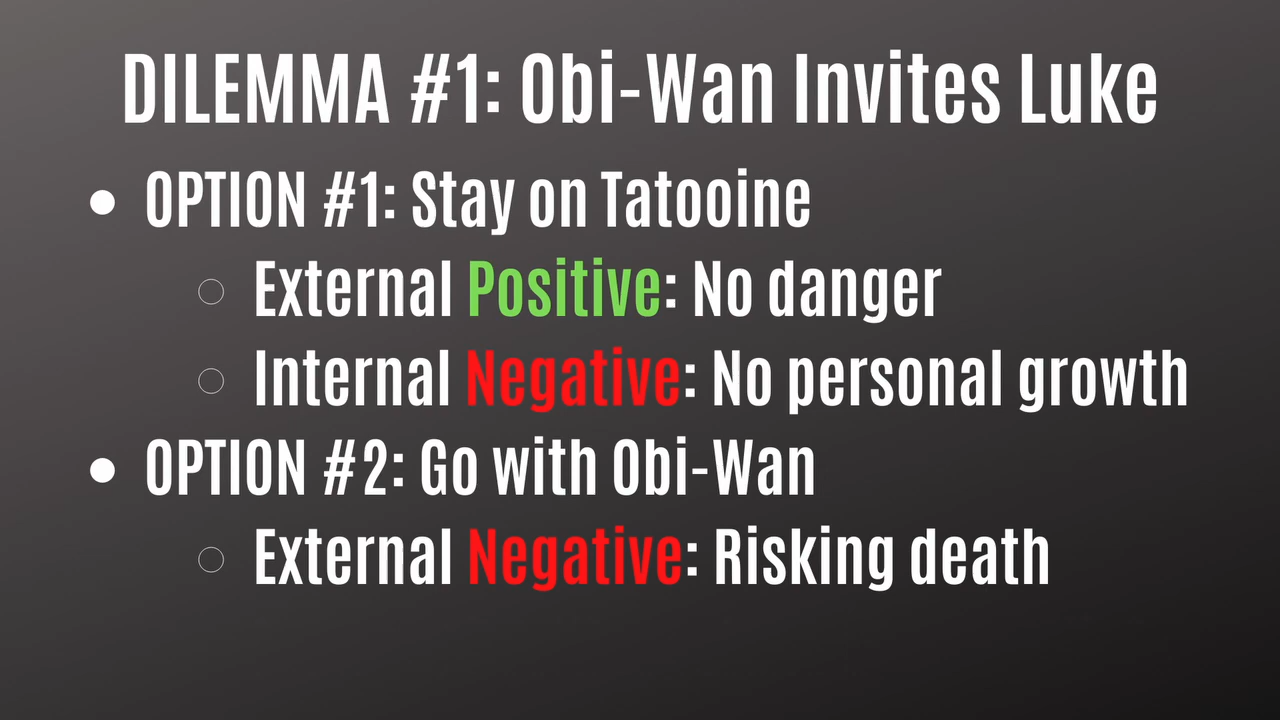 DILEMMA #1: Obi-Wan Invites Luke
• OPTION #1: Stay on Tatooine
○ External Positive: No danger
○ Internal Negative: No personal growth
• OPTION #2: Go with Obi-Wan
○ External Negative: Risking death